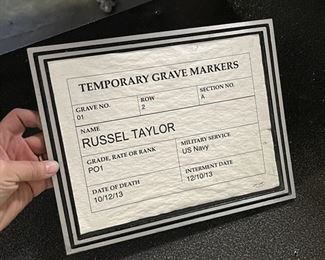 TEMPORARY GRAVE MARKERS
GRAVE NO. ROW SECTION NO.
01 2 A
NAME
RUSSEL TAYLOR
GRADE, RATE OR RANK MILITARY SERVICE
PO1 US Navy
DATE OF DEATH INTERMENT DATE
10/12/13 12/10/13